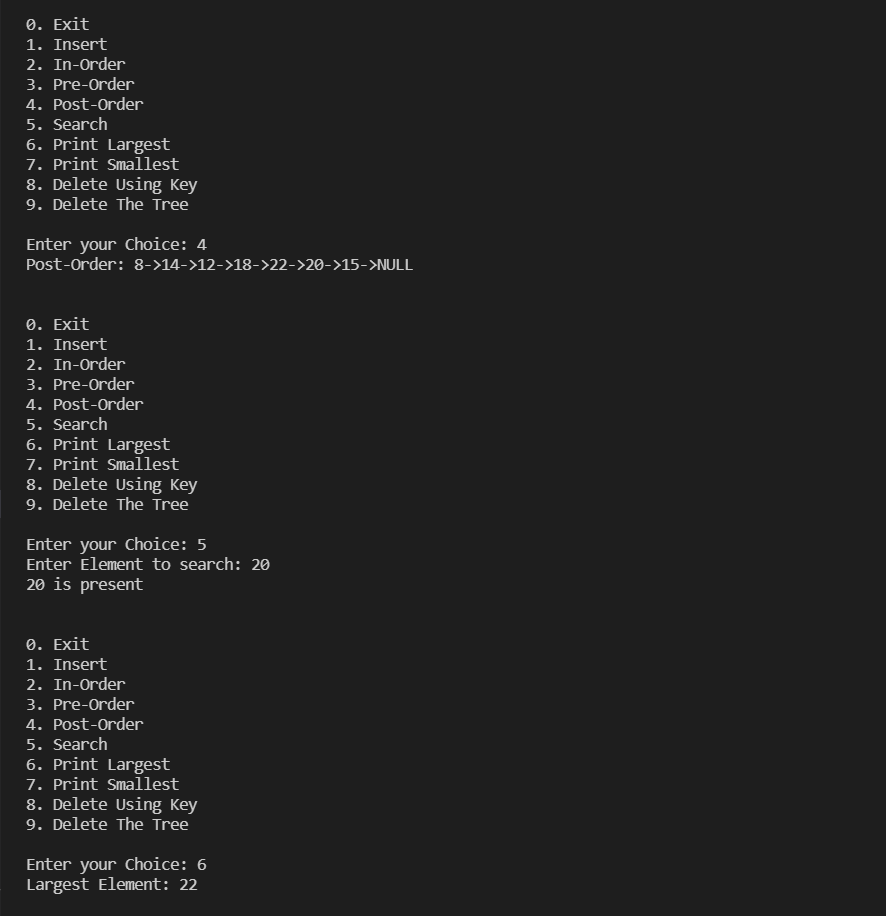 0. Exit
1. Insert
2. In-Order
3. Pre-Order
4. Post-Order
5. Search
6. Print Largest
7. Print Smallest
8. Delete Using Key
9. Delete The Tree
Enter your Choice: 4
Post-Order: 8->14->12->18->22->20->15->NULL
0. Exit
1. Insert
2. In-Order
3. Pre-Order
4. Post-Order
5. Search
6. Print Largest
7. Print Smallest
8. Delete Using Key
9. Delete The Tree
Enter your Choice: 5
Enter Element to search: 20
20 is present
0. Exit
1. Insert
2. In-Order
3. Pre-Order
4. Post-Order
5. Search
6. Print Largest
7. Print Smallest
8. Delete Using Key
9. Delete The Tree
Enter your Choice: 6
Largest Element: 22